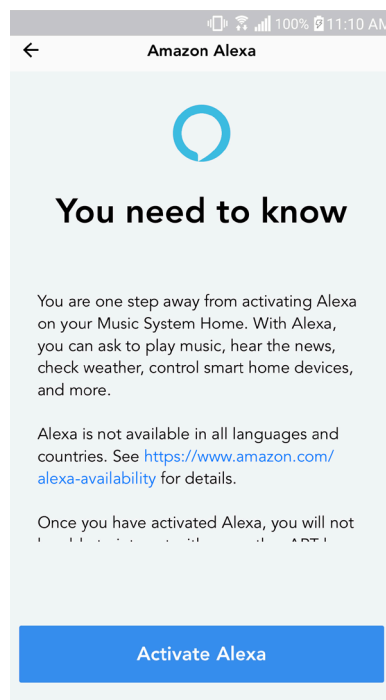 100% 11:10 AM
Amazon Alexa
You need to know
You are one step away from activating Alexa
on your Music System Home. With Alexa,
you can ask to play music, hear the news,
check weather, control smart home devices,
and more.
Alexa is not available in all languages and
countries. See https://www.amazon.com/
alexa-availability for details.
Once you have activated Alexa, you will not
Activate Alexa